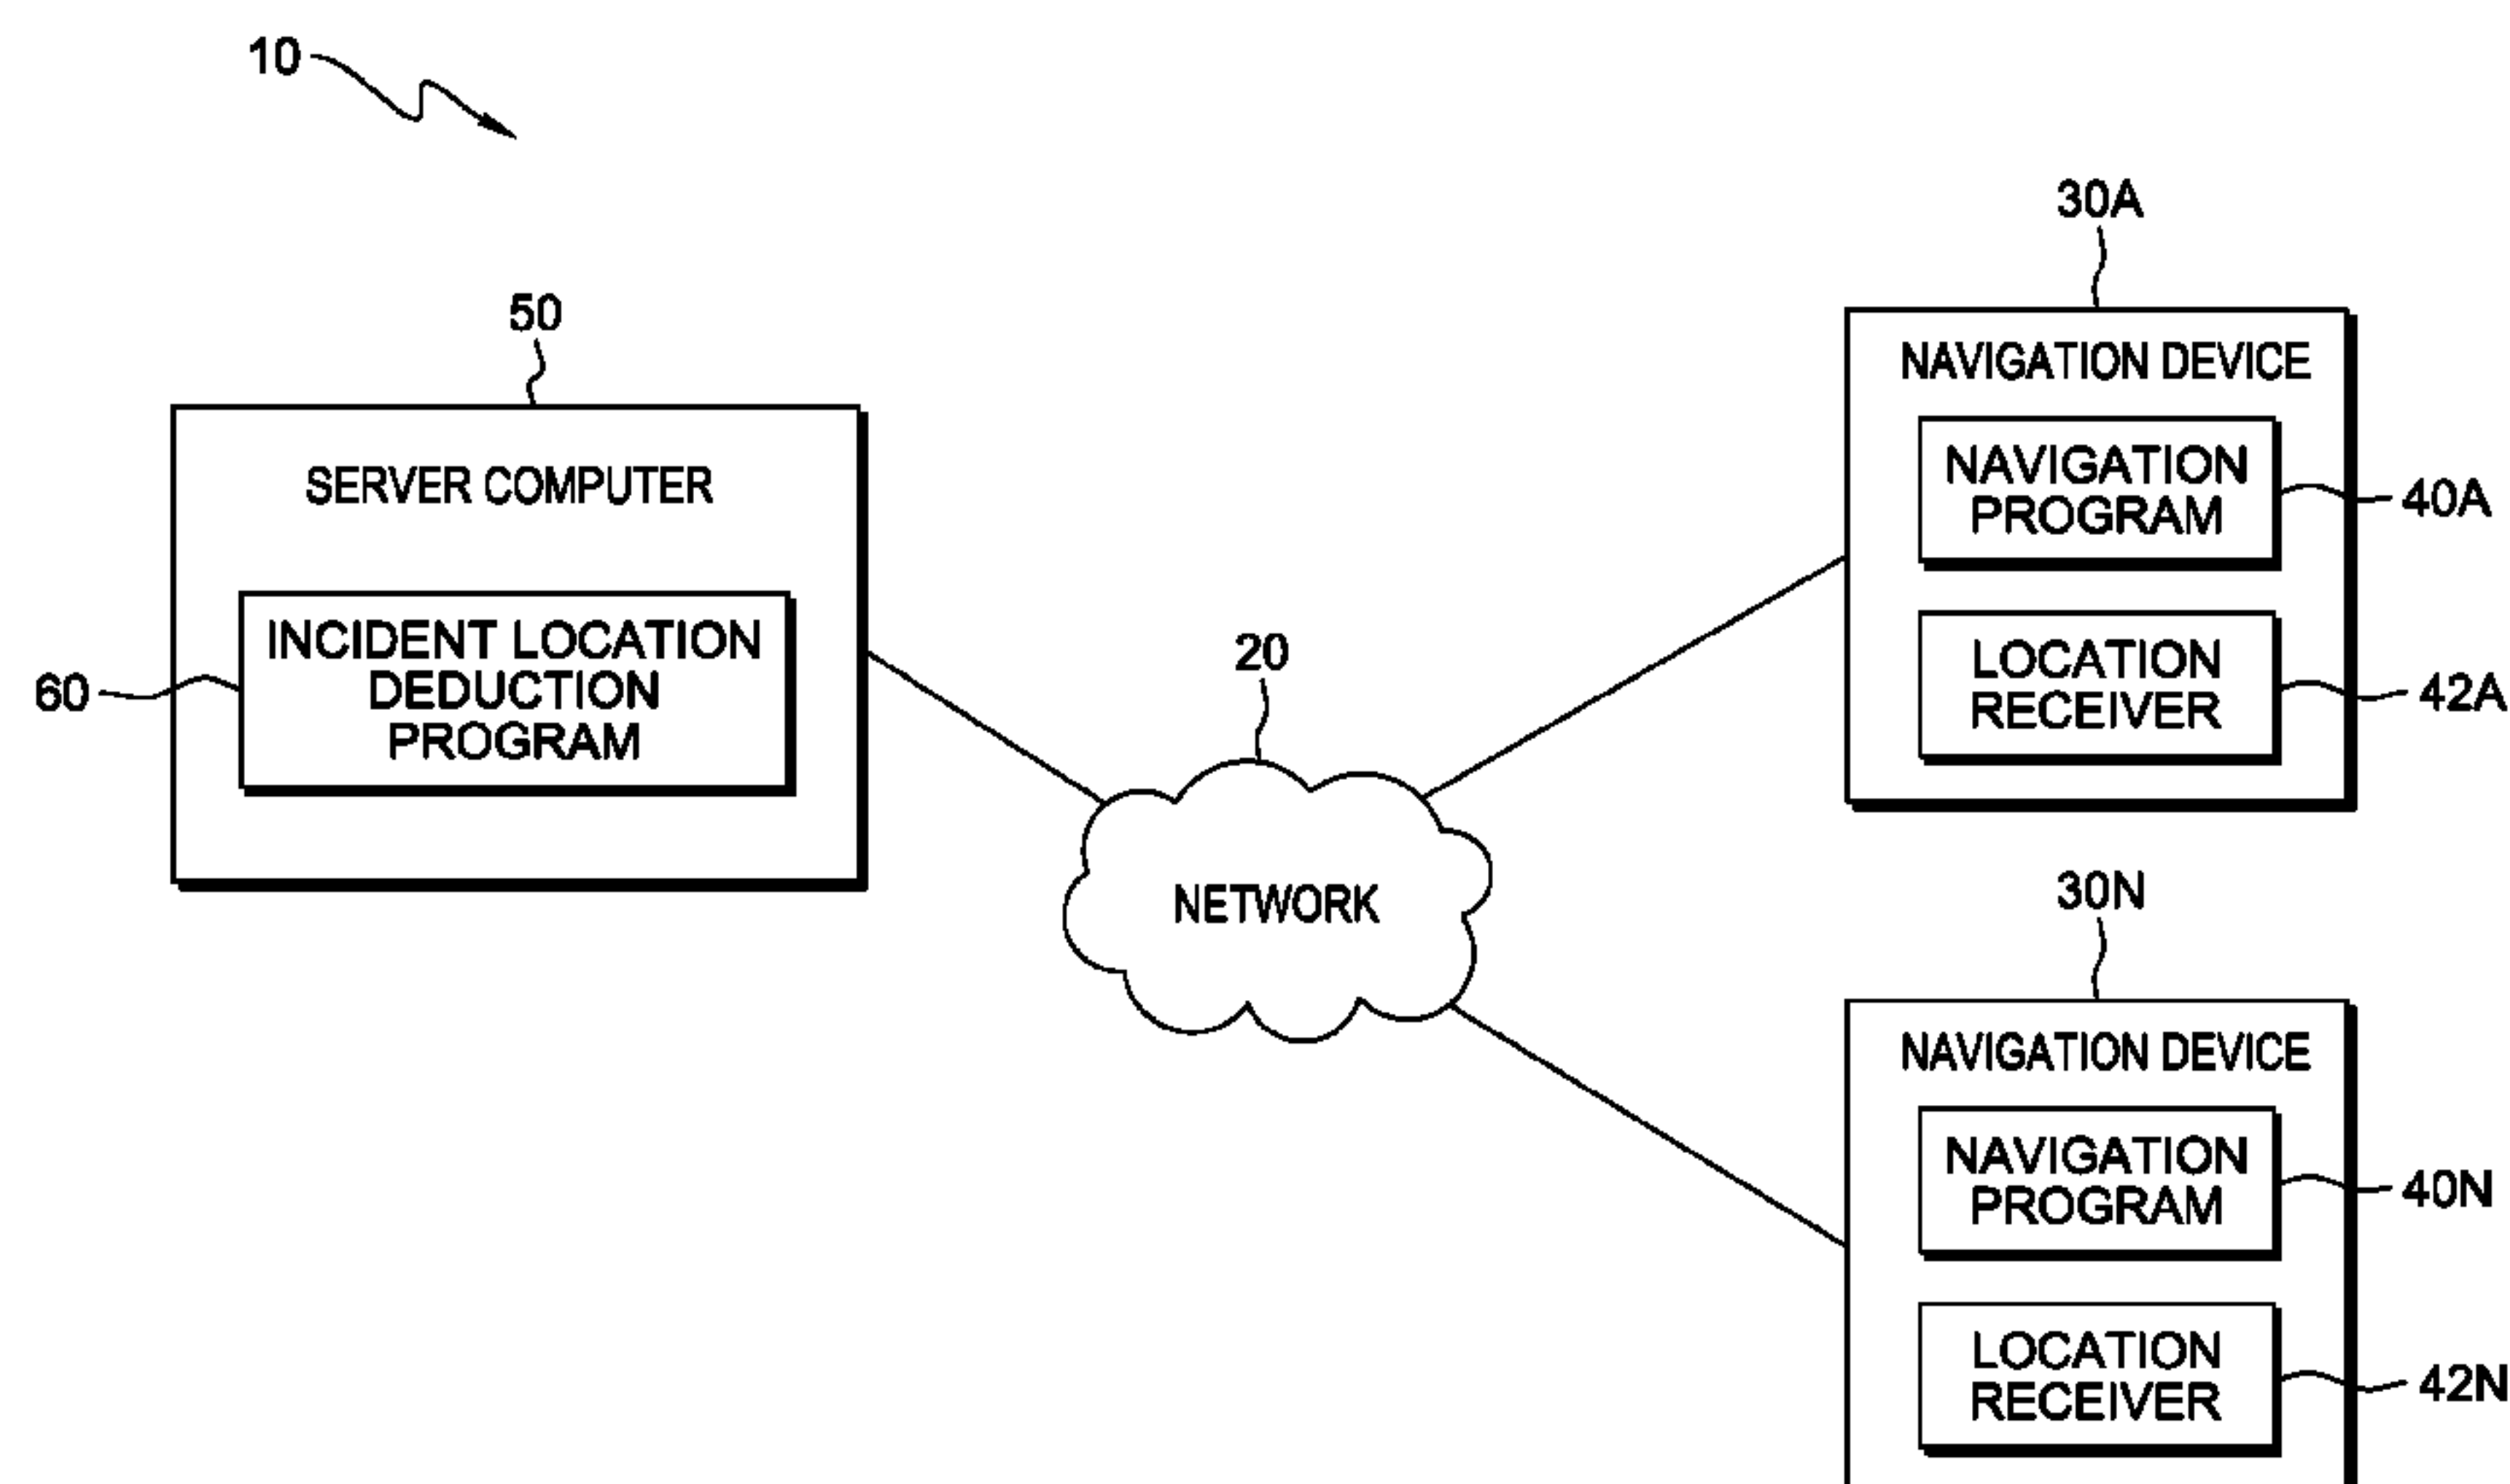 10
30A
50
NAVIGATION DEVICE
NAVIGATION
PROGRAM
40A
SERVER COMPUTER
INCIDENT LOCATION
DEDUCTION
PROGRAM
60
LOCATION
RECEIVER
42A
20
NETWORK
30N
NAVIGATION DEVICE
NAVIGATION
PROGRAM
40N
LOCATION
RECEIVER
42N